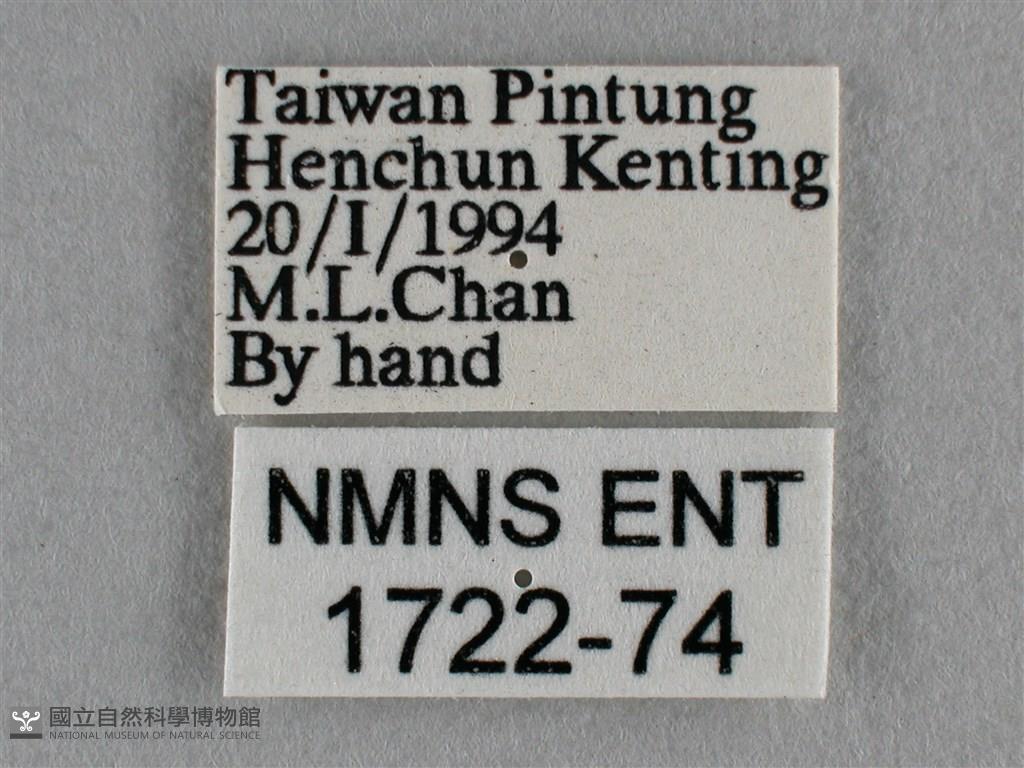 Taiwan Pintung
Henchun Kenting
20/I/1994
M.L.Chan
By hand
NMNS ENT
1722-74
國立自然科學博物館
NATIONAL MUSEUM OF NATURAL SCIENCE